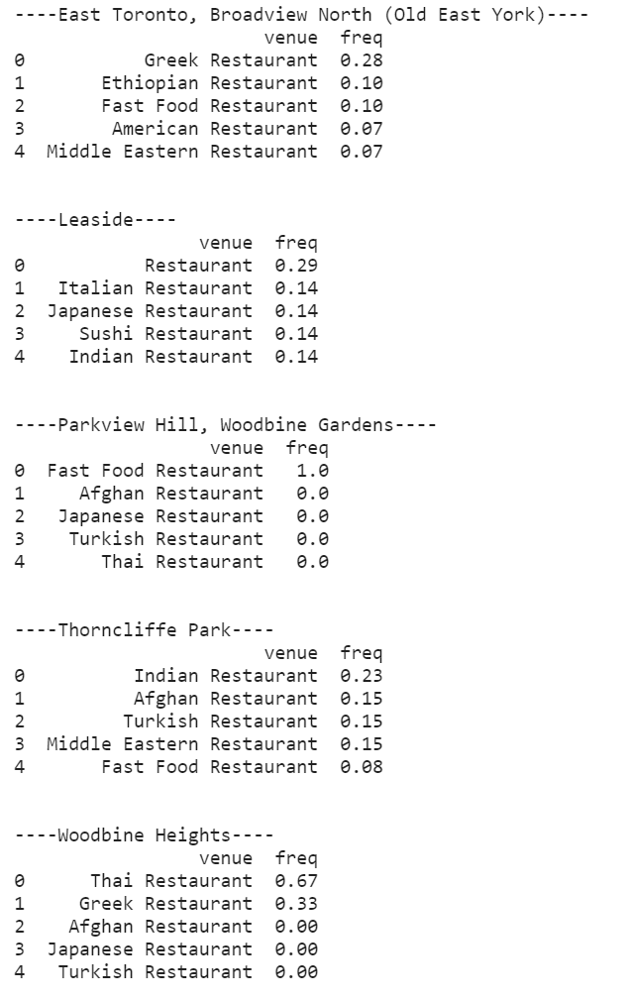 ----East Toronto, Broadview North (Old East York)----
venue freq
0 Greek Restaurant 0.28
1 Ethiopian Restaurant 0.10
2 Fast Food Restaurant 0.10
3 American Restaurant 0.07
4 Middle Eastern Restaurant 0.07
----Leaside----
venue freq
0 Restaurant 0.29
1 Italian Restaurant 0.14
2 Japanese Restaurant 0.14
3 Sushi Restaurant 0.14
4 Indian Restaurant 0.14
----Parkview Hill, Woodbine Gardens----
venue freq
0 Fast Food Restaurant 1.0
1 Afghan Restaurant 0.0
2 Japanese Restaurant 0.0
3 Turkish Restaurant 0.0
4 Thai Restaurant 0.0
----Thorncliffe Park----
venue freq
0 Indian Restaurant 0.23
1 Afghan Restaurant 0.15
2 Turkish Restaurant 0.15
3 Middle Eastern Restaurant 0.15
4 Fast Food Restaurant 0.08
----Woodbine Heights----
venue freq
0 Thai Restaurant 0.67
1 Greek Restaurant 0.33
2 Afghan Restaurant 0.00
3 Japanese Restaurant 0.00
4 Turkish Restaurant 0.00